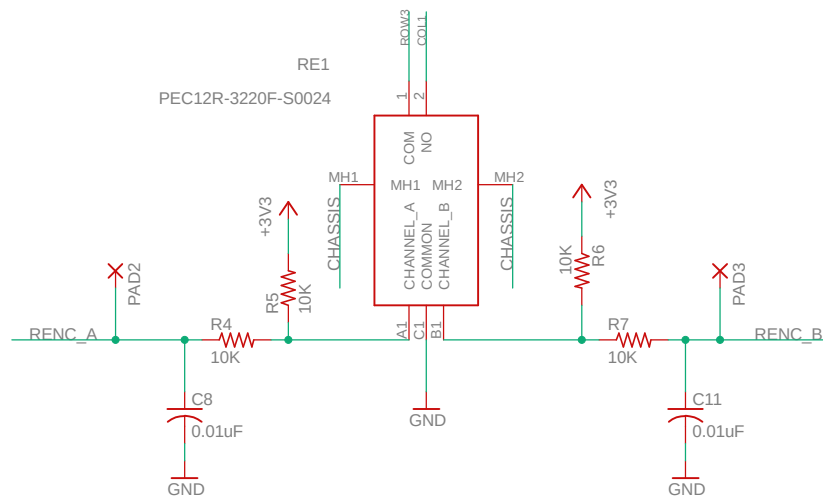 ROW3
COL1
RE1
PEC12R-3220F-S0024
1
2
COM
NO
MH1
MH1
MH2
MH2
CHASSIS
CHANNEL_A
COMMON
CHANNEL_B
CHASSIS
+3V3
+3V3
PAD2
R5
10K
10K
R6
PAD3
A1
C1
B1
RENC_A
R4
10K
R7
10K
RENC_B
C8
0.01uF
GND
GND
C11
0.01uF
GND